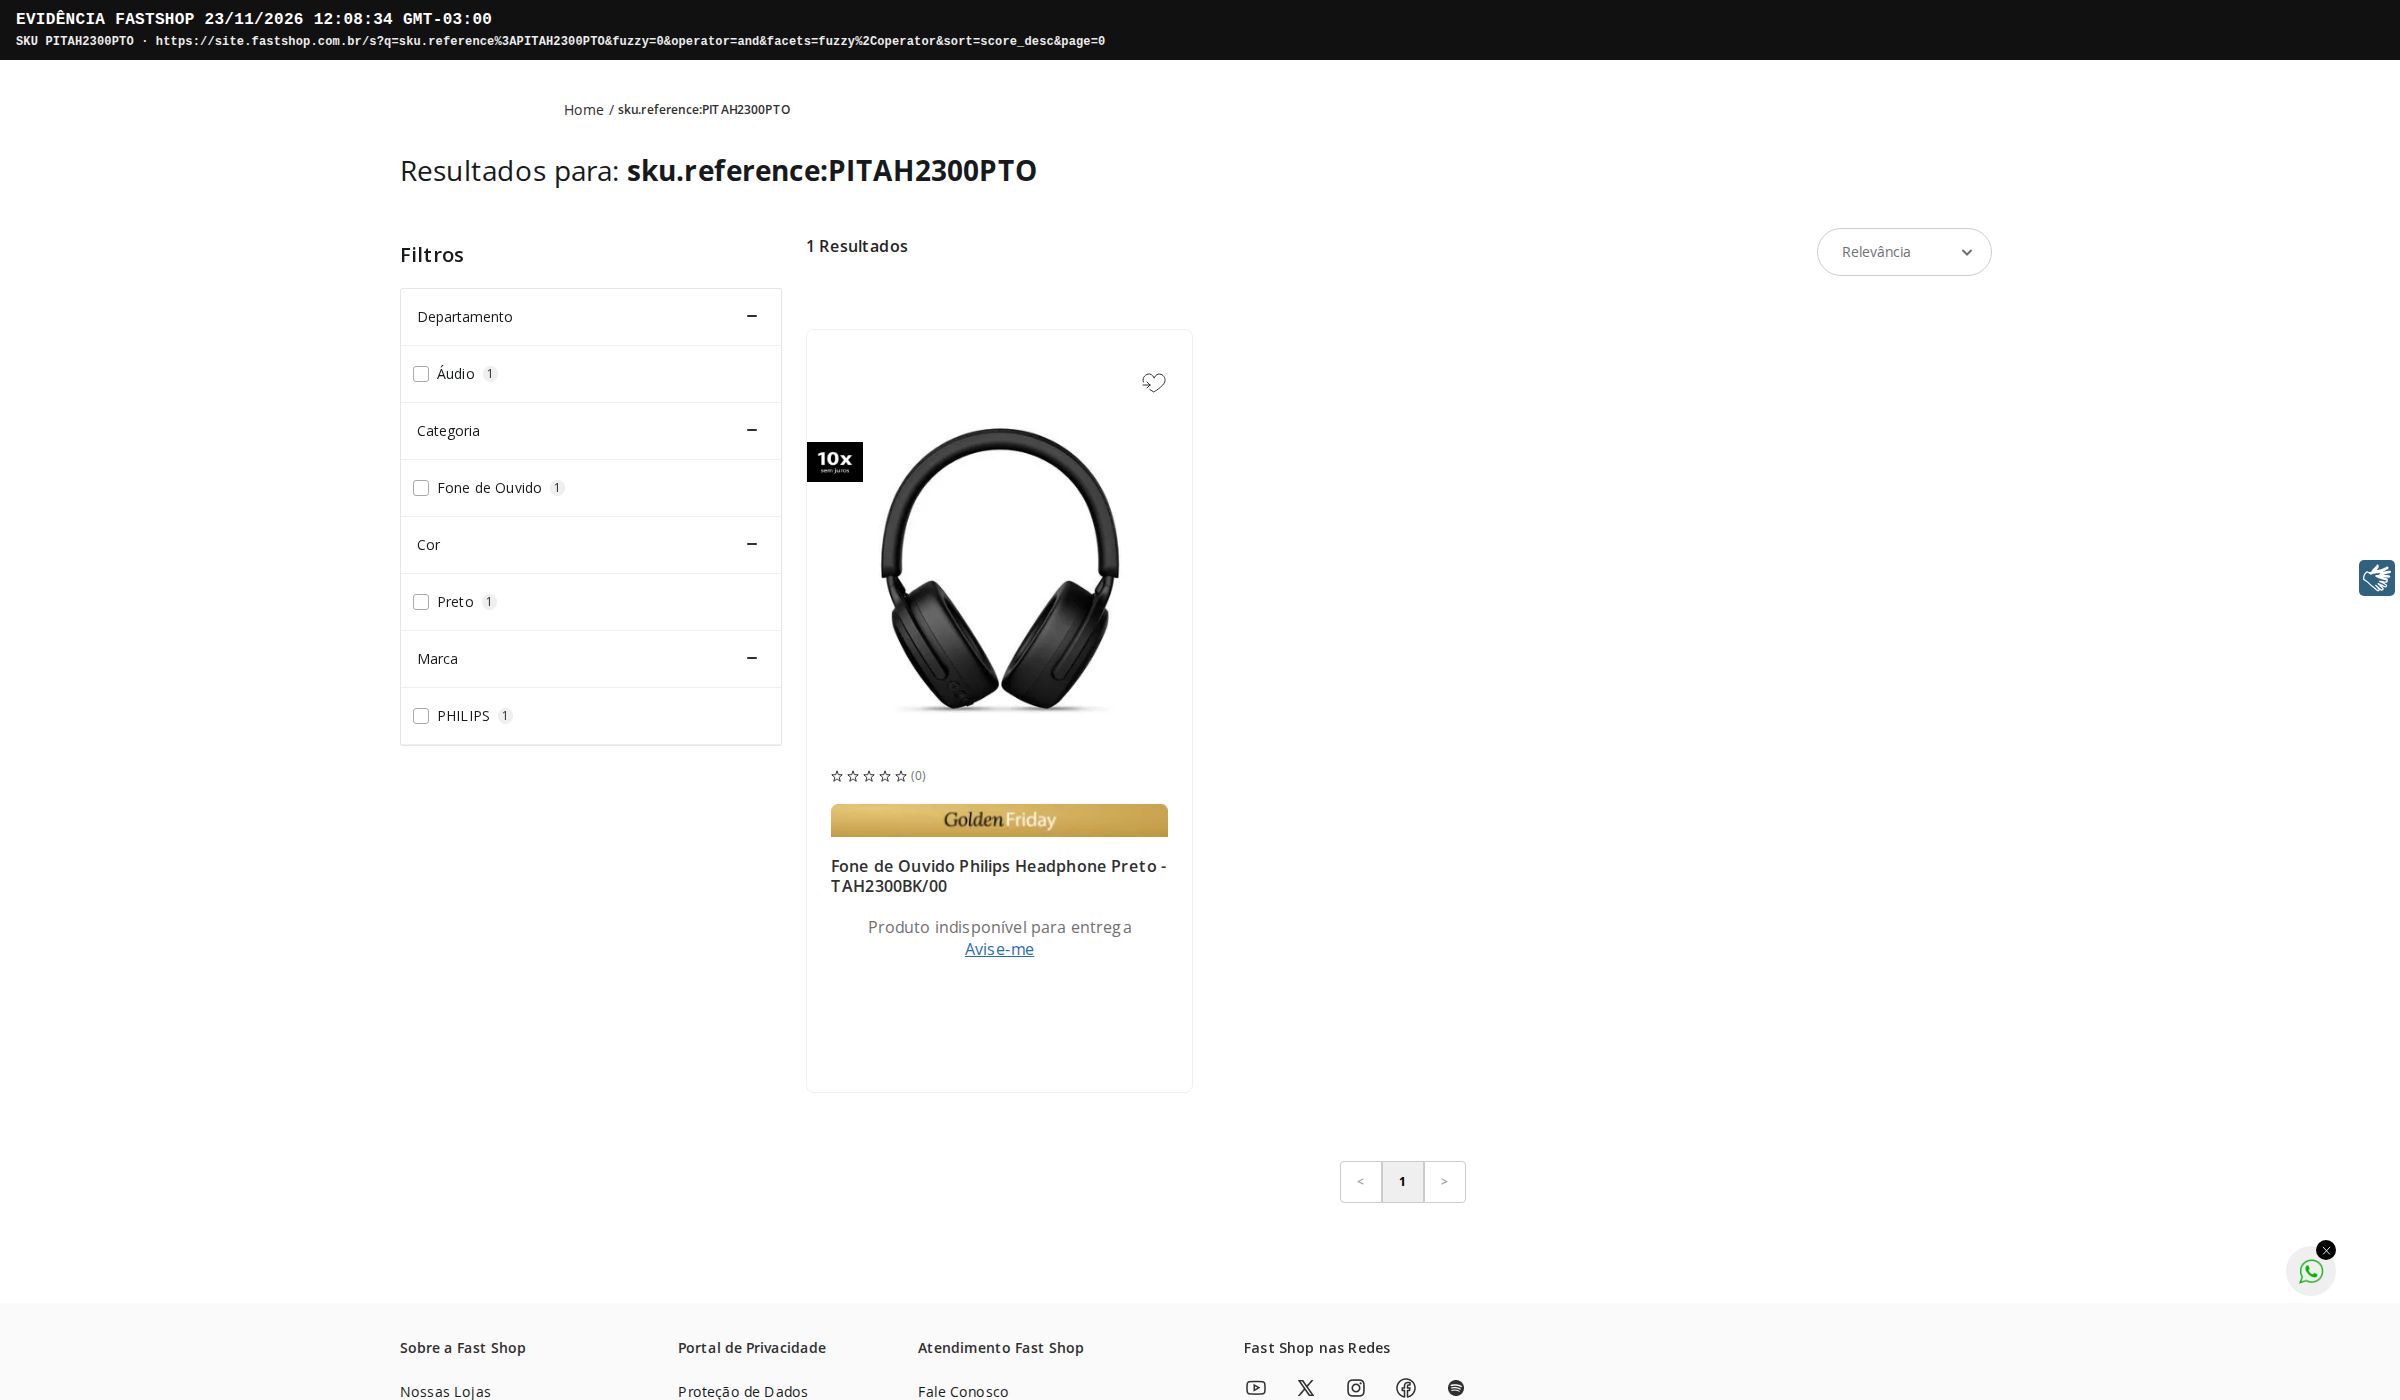 EVIDÊNCIA FASTSHOP 23/11/2026 12:08:34 GMT-03:00
SKU PITAH2300PTO · https://site.fastshop.com.br/s?q=sku.reference%3APITAH2300PTO&fuzzy=0&operator=and&facets=fuzzy%2Coperator&sort=score_desc&page=0
Home / sku.reference:PITAH2300PTO
Resultados para: sku.reference:PITAH2300PTO
Filtros
1 Resultados
Relevância
Departamento
Áudio 1
Categoria
Fone de Ouvido 1
Cor
Preto 1
Marca
PHILIPS 1
10x
sem juros
(0)
Golden Friday
Fone de Ouvido Philips Headphone Preto -
TAH2300BK/00
Produto indisponível para entrega
Avise-me
< 1 >
Sobre a Fast Shop
Portal de Privacidade
Atendimento Fast Shop
Fast Shop nas Redes
Nossas Lojas
Proteção de Dados
Fale Conosco